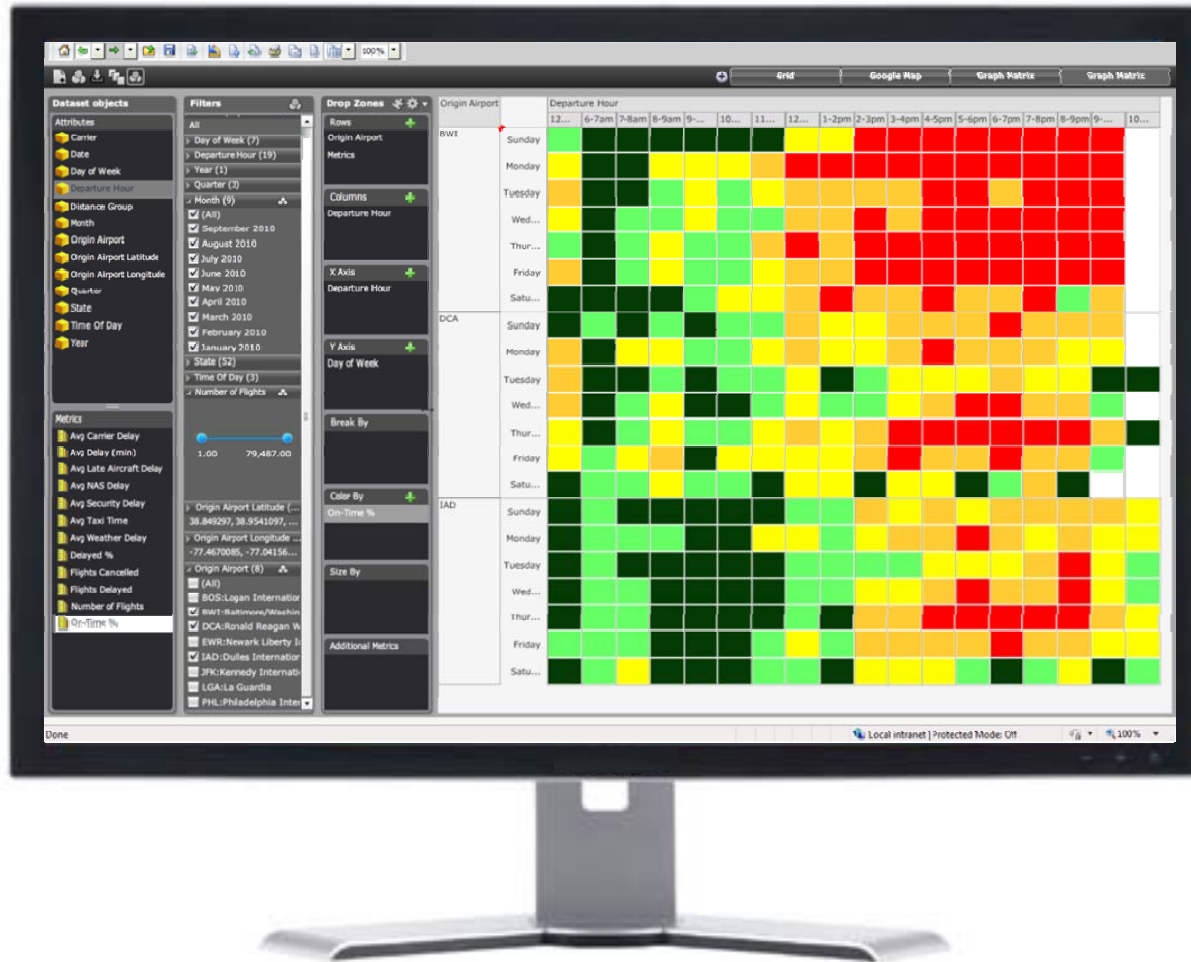 100%
Grid
Google Map
Graph Matrix
Graph Matrix
Dataset objects
Attributes
Carrier
Date
Day of Week
Departure Hour
Distance Group
Month
Origin Airport
Origin Airport Latitude
Origin Airport Longitude
Quarter
State
Time Of Day
Year
Metrics
Avg Carrier Delay
Avg Delay (min)
Avg Late Aircraft Delay
Avg NAS Delay
Avg Security Delay
Avg Taxi Time
Avg Weather Delay
Delayed %
Flights Cancelled
Flights Delayed
Number of Flights
On-Time %
Filters
All
Day of Week (7)
Departure Hour (19)
Year (1)
Quarter (3)
Month (9)
(All)
September 2010
August 2010
July 2010
June 2010
May 2010
April 2010
March 2010
February 2010
January 2010
State (52)
Time Of Day (3)
Number of Flights
1.00 79,487.00
Origin Airport Latitude (...
38.849297, 38.9541097, ...
Origin Airport Longitude ...
-77.4670085, -77.04156...
Origin Airport (8)
(All)
BOS:Logan Internation
BWI:Baltimore/Washin
DCA:Ronald Reagan W
EWR:Newark Liberty I
IAD:Dulles Internation
JFK:Kennedy Internati
LGA:La Guardia
PHL:Philadelphia Inter
Drop Zones
Rows
Origin Airport
Metrics
Columns
Departure Hour
X Axis
Departure Hour
Y Axis
Day of Week
Break By
Color By
On-Time %
Size By
Additional Metrics
Origin Airport Departure Hour
12... 6-7am 7-8am 8-9am 9-... 10... 11... 12... 1-2pm 2-3pm 3-4pm 4-5pm 5-6pm 6-7pm 7-8pm 8-9pm 9-... 10...
BWI
Sunday
Monday
Tuesday
Wed...
Thur...
Friday
Satu...
DCA
Sunday
Monday
Tuesday
Wed...
Thur...
Friday
Satu...
IAD
Sunday
Monday
Tuesday
Wed...
Thur...
Friday
Satu...
Done
Local intranet | Protected Mode: Off
100%